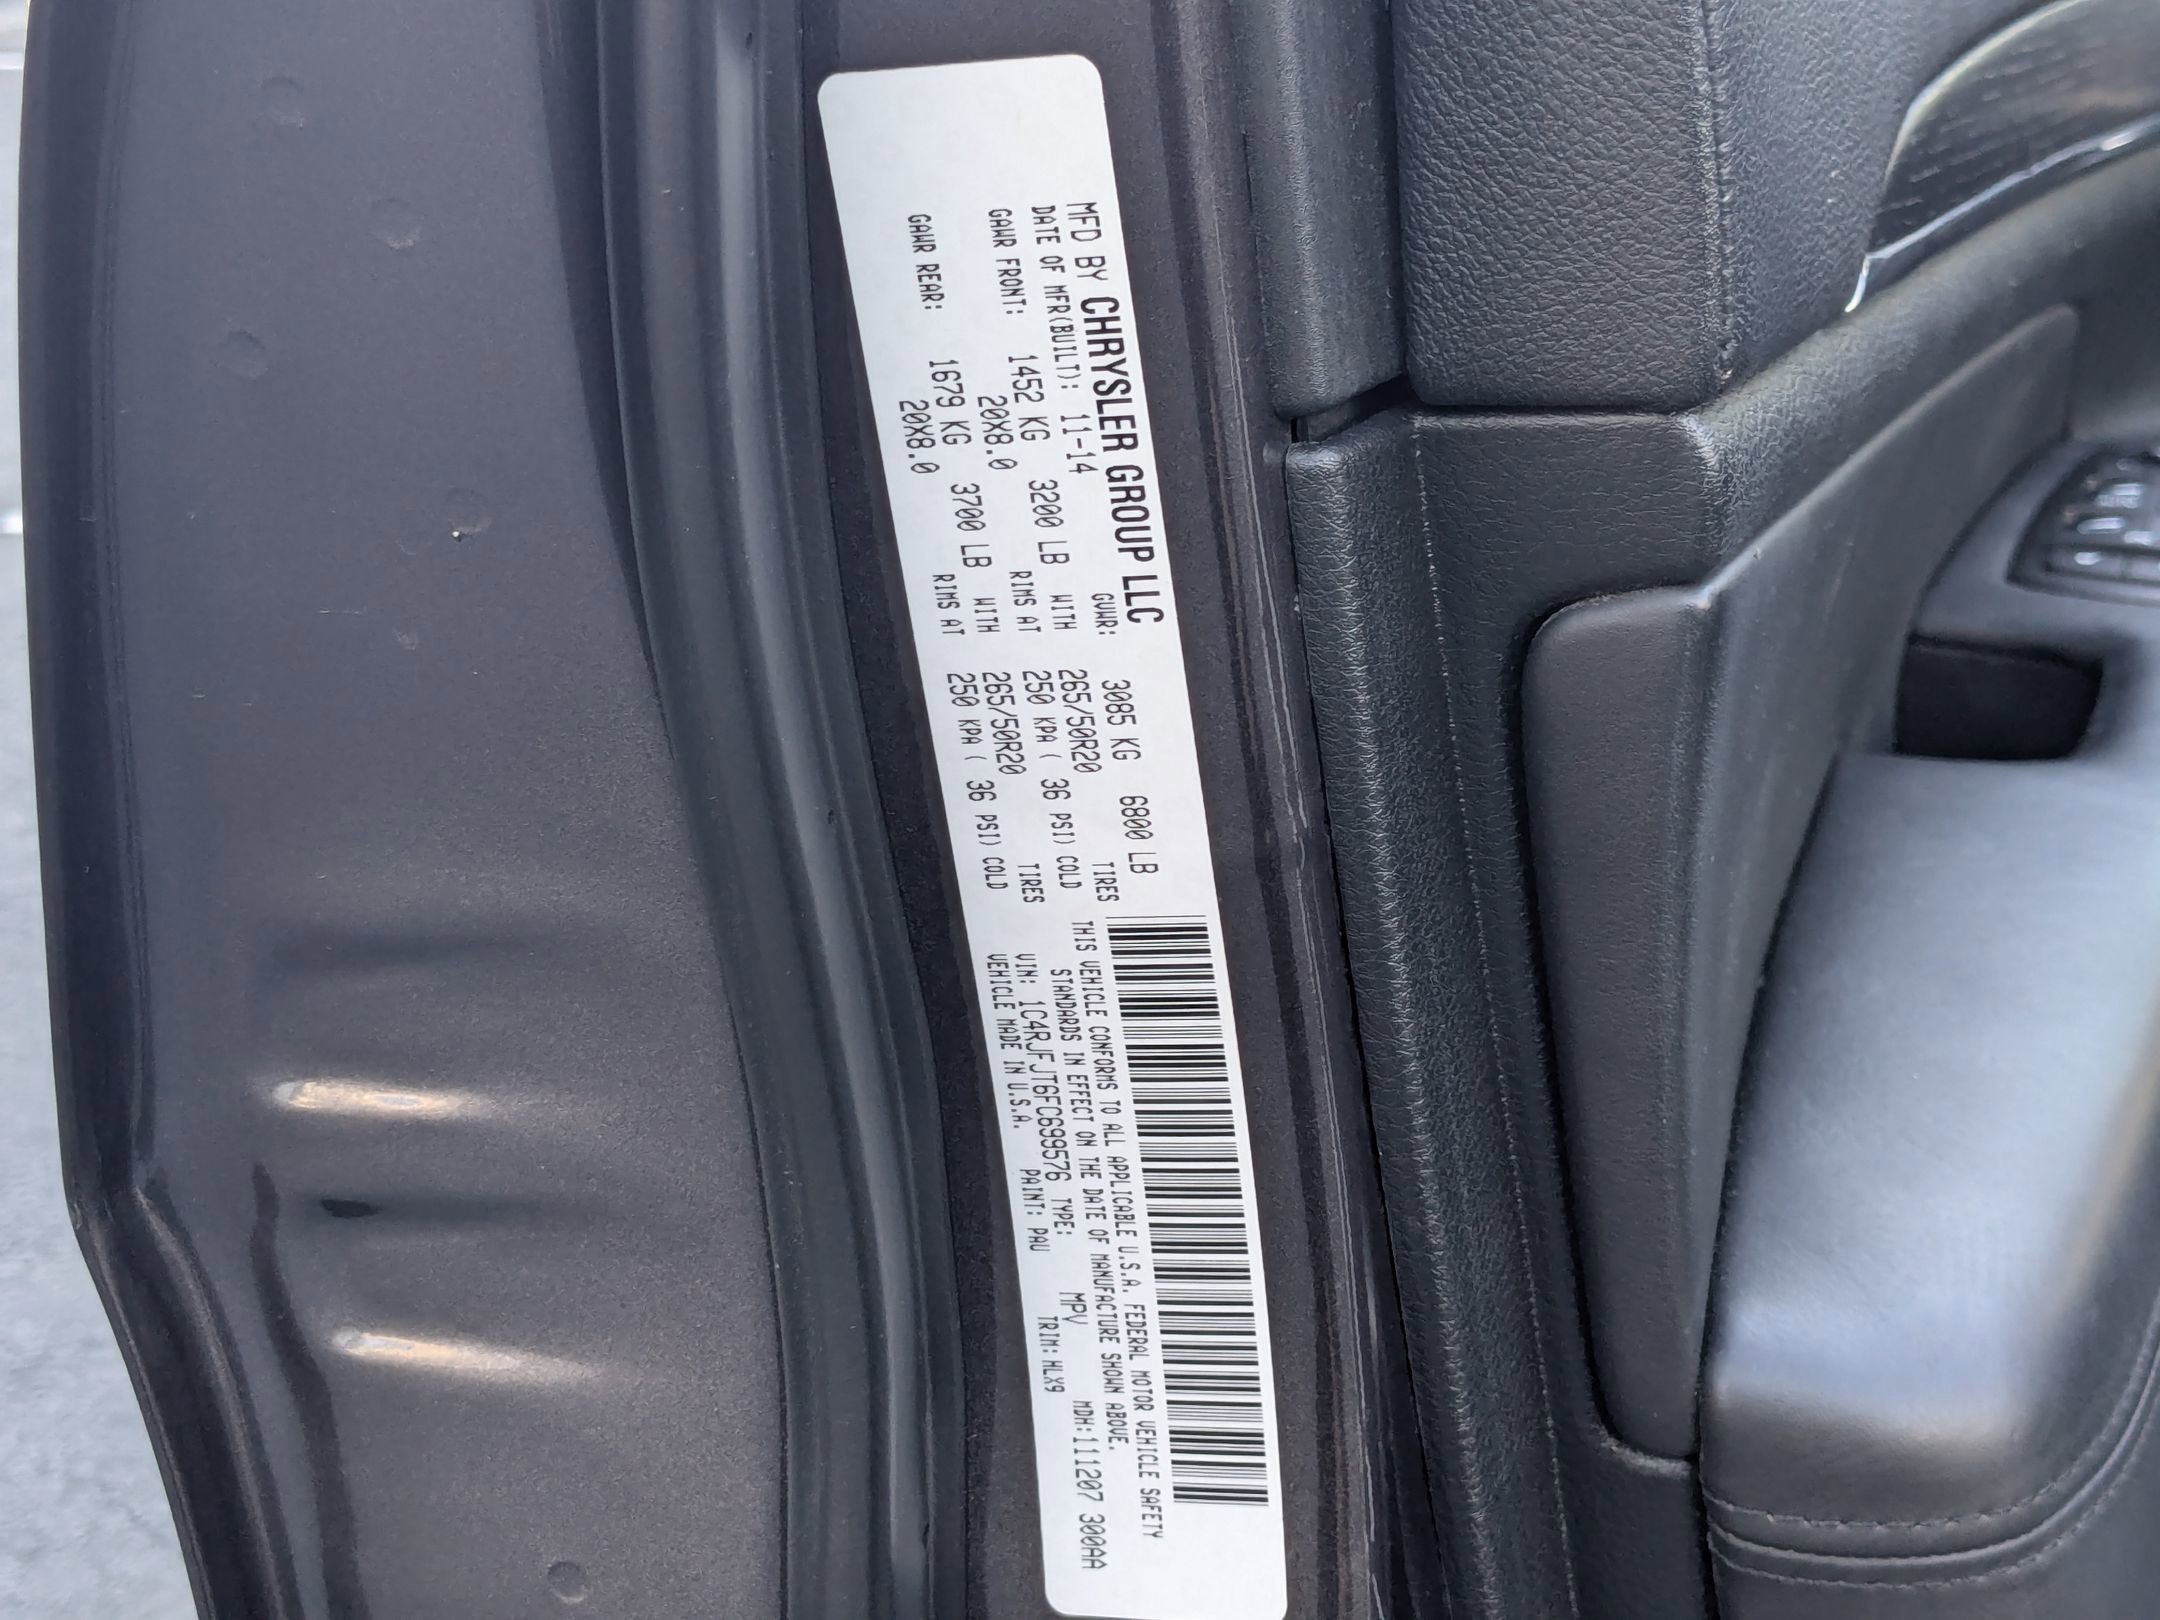 MFD BY CHRYSLER GROUP LLC
DATE OF MFR(BUILT): 11-14 GVWR: 3085 KG 6800 LB
GAWR FRONT: 1452 KG 3200 LB WITH 265/50R20 TIRES
20X8.0 RIMS AT 250 KPA ( 36 PSI) COLD
GAWR REAR: 1679 KG 3700 LB WITH 265/50R20 TIRES
20X8.0 RIMS AT 250 KPA ( 36 PSI) COLD
THIS VEHICLE CONFORMS TO ALL APPLICABLE U.S.A. FEDERAL MOTOR VEHICLE SAFETY
STANDARDS IN EFFECT ON THE DATE OF MANUFACTURE SHOWN ABOVE.
VIN: 1C4RJFJT6FC699576 TYPE: MPV MDH:111207 300AA
VEHICLE MADE IN U.S.A. PAINT: PAU TRIM: HLX9